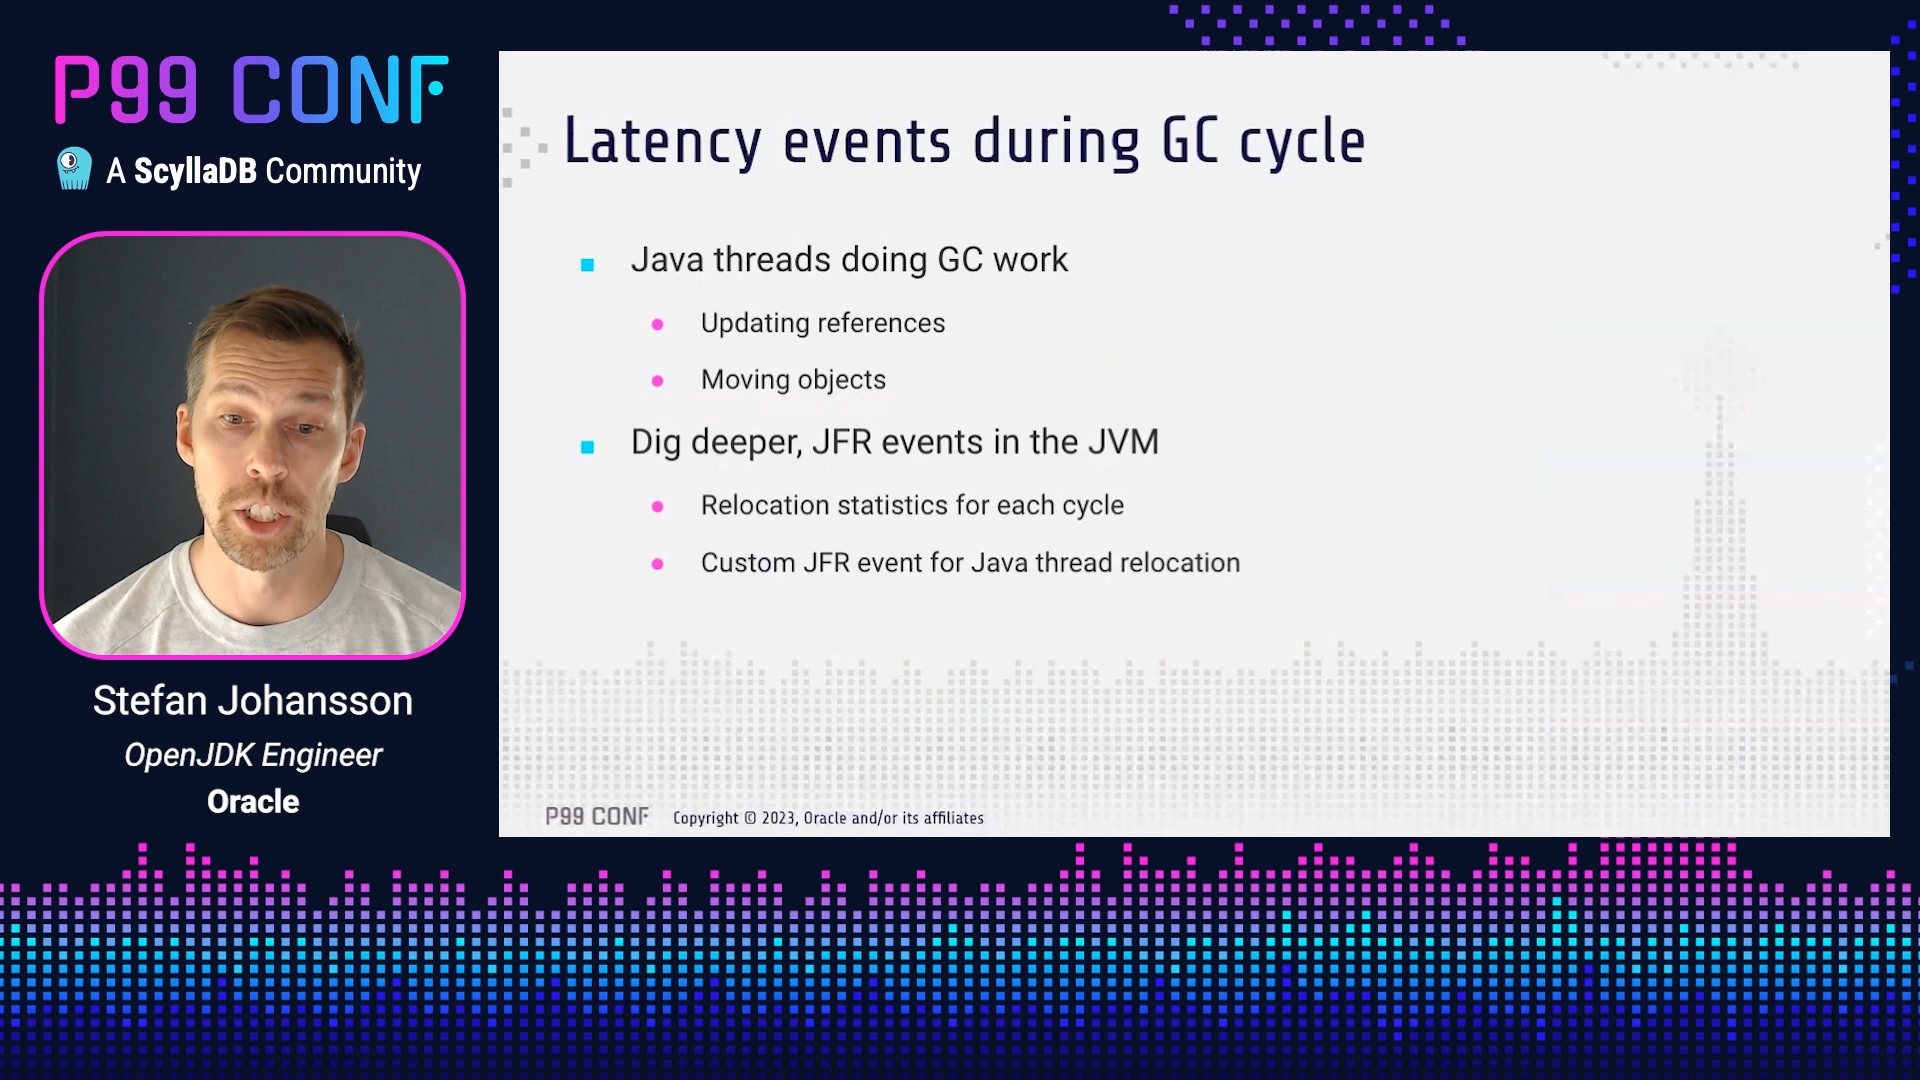 P99 CONF
A ScyllaDB Community
Stefan Johansson
OpenJDK Engineer
Oracle
Latency events during GC cycle
Java threads doing GC work
Updating references
Moving objects
Dig deeper, JFR events in the JVM
Relocation statistics for each cycle
Custom JFR event for Java thread relocation
P99 CONF Copyright © 2023, Oracle and/or its affiliates